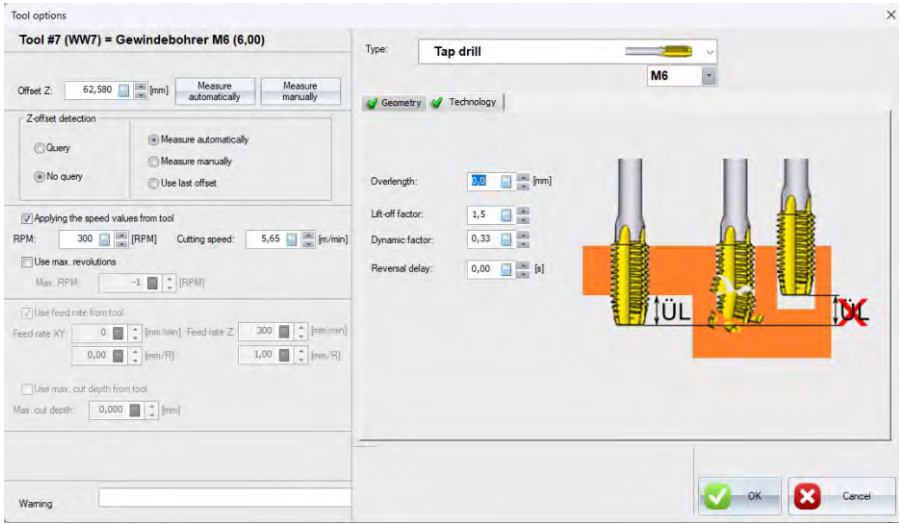 Tool options
Tool #7 (WW7) = Gewindebohrer M6 (6,00)
Offset Z: 62,580 [mm] Measure automatically Measure manually
Z-offset detection
Query
No query
Measure automatically
Measure manually
Use last offset
Applying the speed values from tool
RPM: 300 [RPM] Cutting speed: 5,65 [m/min]
Use max. revolutions
Max. RPM: -1 [RPM]
Use feed rate from tool
Feed rate XY: 0 [mm/min] Feed rate Z: 300 [mm/min]
0,00 [mm/R] 1,00 [mm/R]
Use max. cut depth from tool
Max. cut depth: 0,000 [mm]
Warning
Type: Tap drill
M6
Geometry Technology
Overlength: 0,0 [mm]
Lift-off factor: 1,5
Dynamic factor: 0,33
Reversal delay: 0,00 [s]
ÜL
ÜL
OK Cancel